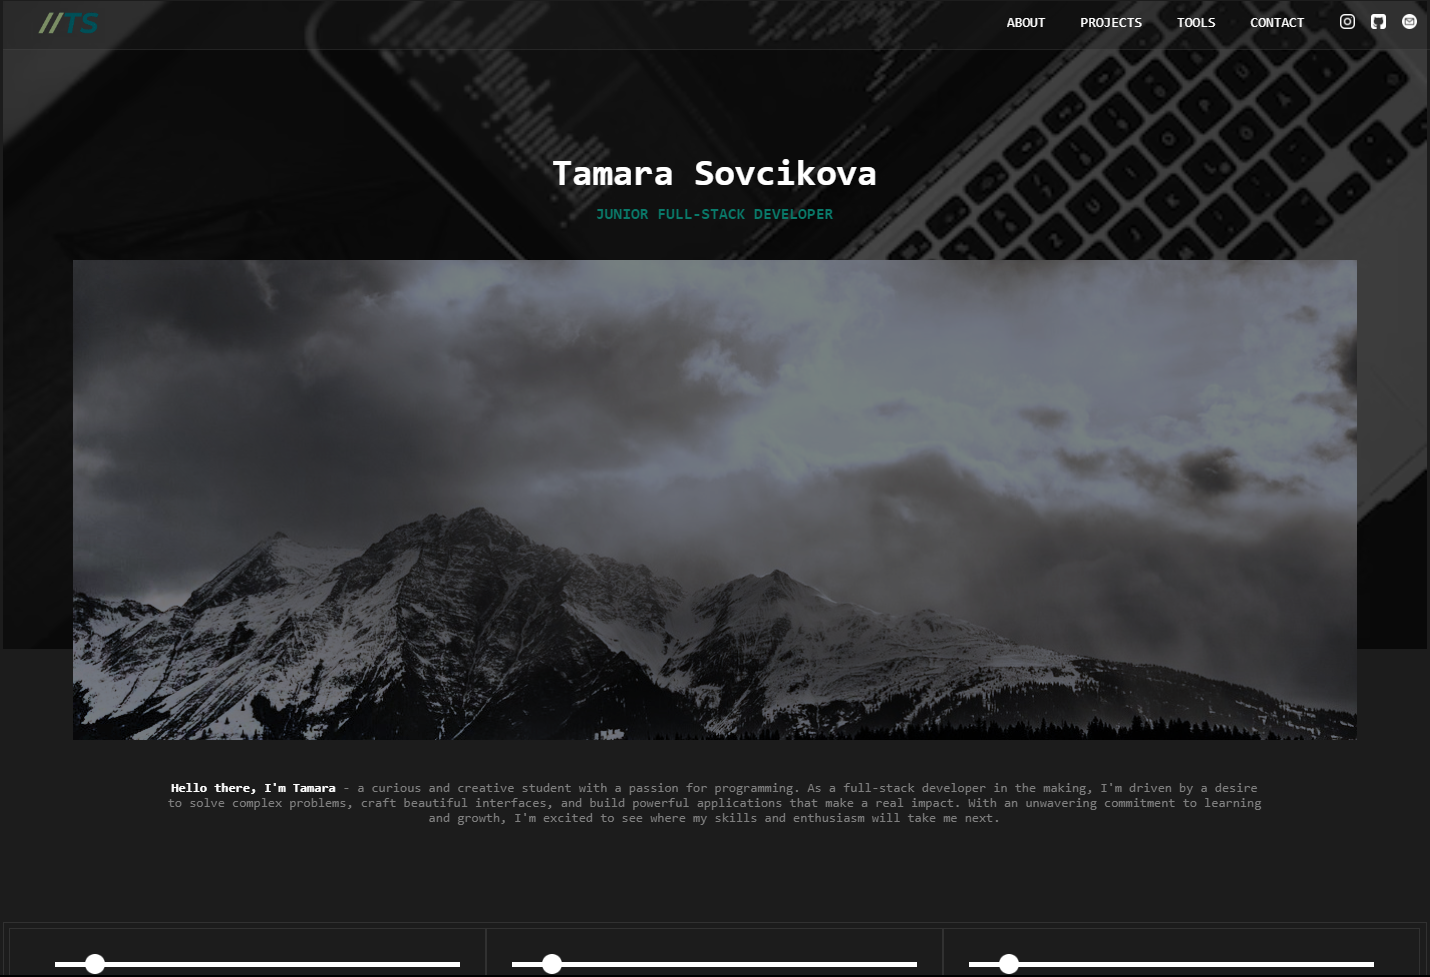 //TS
ABOUT PROJECTS TOOLS CONTACT
Tamara Sovcikova
JUNIOR FULL-STACK DEVELOPER
Hello there, I'm Tamara - a curious and creative student with a passion for programming. As a full-stack developer in the making, I'm driven by a desire
to solve complex problems, craft beautiful interfaces, and build powerful applications that make a real impact. With an unwavering commitment to learning
and growth, I'm excited to see where my skills and enthusiasm will take me next.